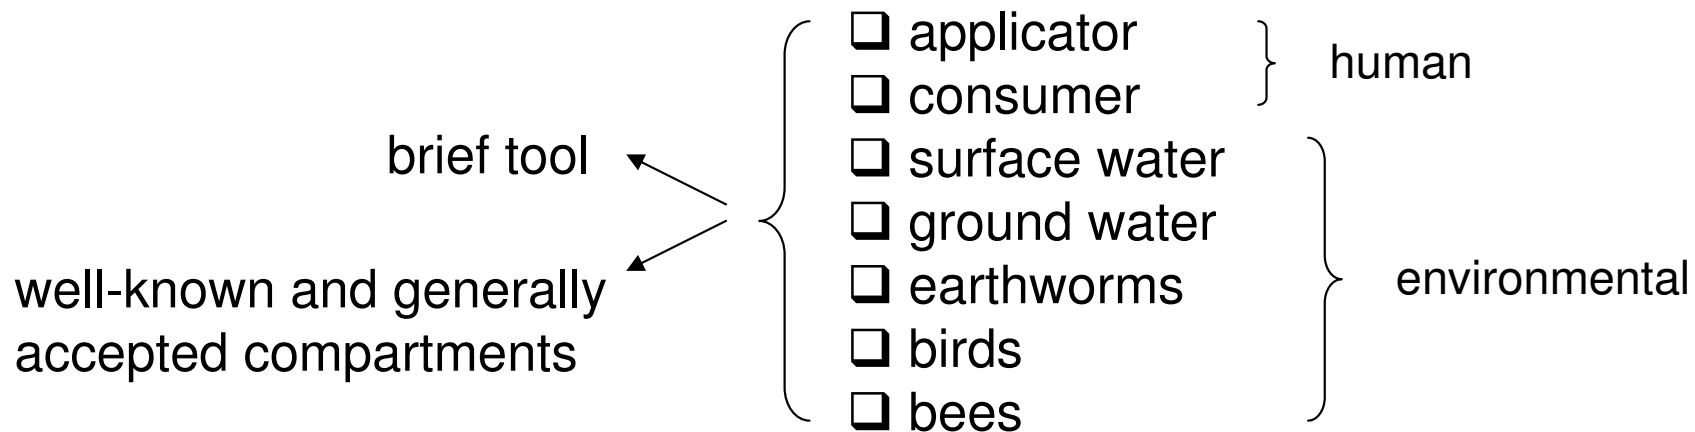 brief tool
well-known and generally
accepted compartments
❑ applicator
❑ consumer
❑ surface water
❑ ground water
❑ earthworms
❑ birds
❑ bees
human
environmental